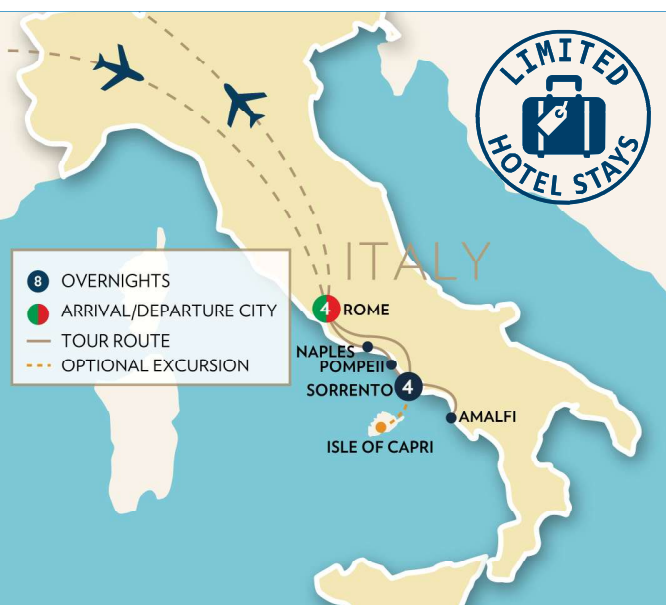 LIMITED
HOTEL STAYS
ITALY
8 OVERNIGHTS
ARRIVAL/DEPARTURE CITY
TOUR ROUTE
OPTIONAL EXCURSION
4 ROME
NAPLES
POMPEII
SORRENTO 4
AMALFI
ISLE OF CAPRI